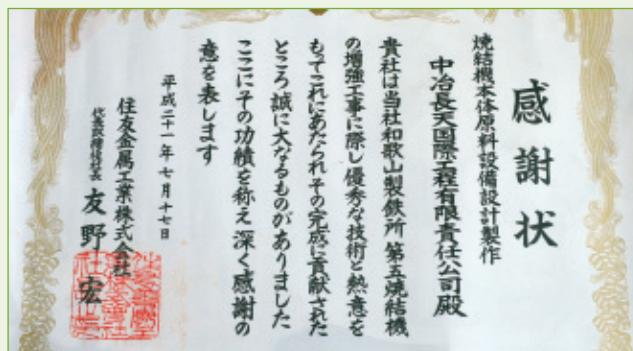 感謝状
焼結機本体原料設備設計製作
中冶長天国際工程有限責任公司殿
貴社は当社和歌山製鉄所第五焼結機
の増強工事に際し優秀な技術と熱意を
もってこれにあたられその完成に貢献された
ところ誠に大なるものがありました
ここにその功績を称え深く感謝の
意を表します
平成二十一年七月十七日
住友金属工業株式会社
代表取締役社長 友野 宏